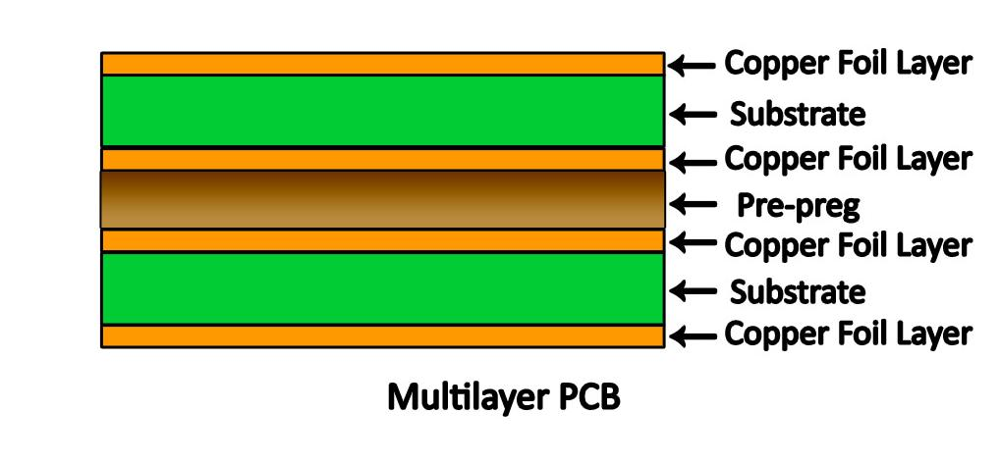 Copper Foil Layer
Substrate
Copper Foil Layer
Pre-preg
Copper Foil Layer
Substrate
Copper Foil Layer
Multilayer PCB